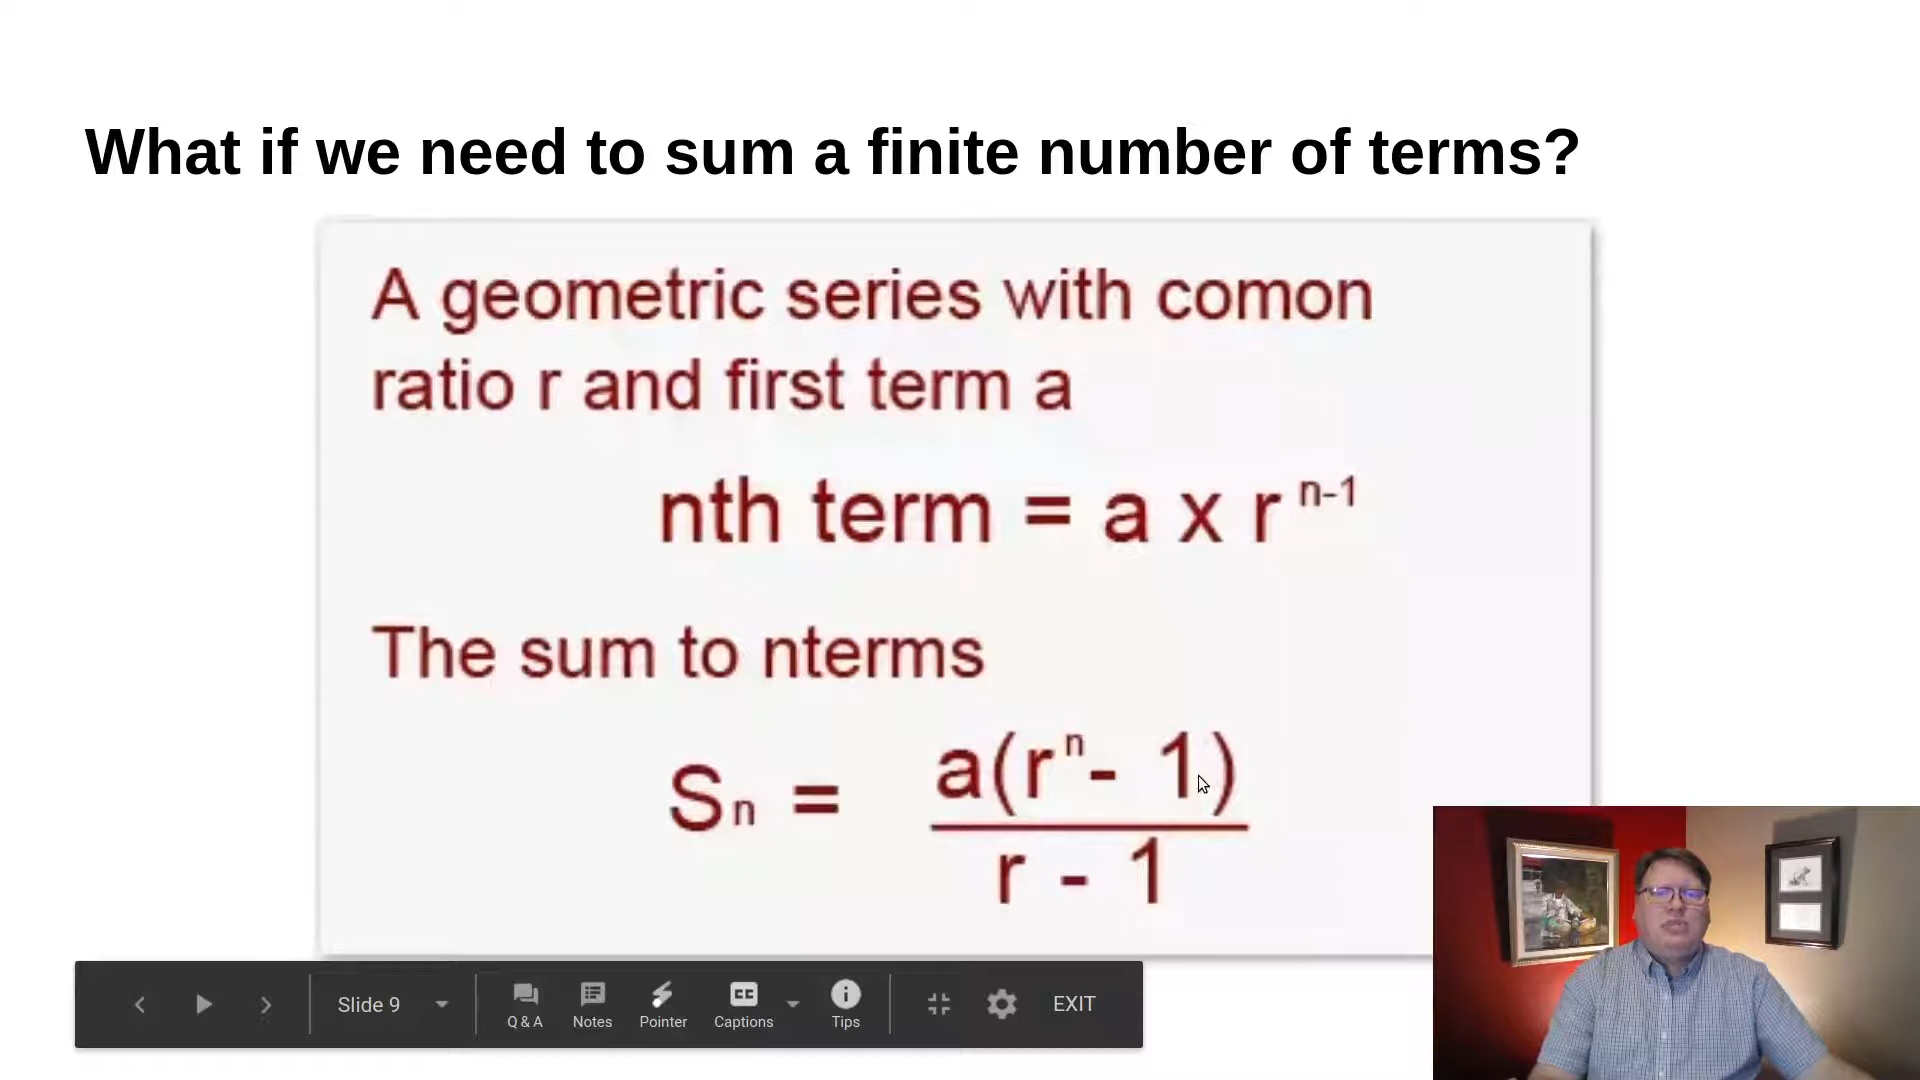 What if we need to sum a finite number of terms?
A geometric series with comon
ratio r and first term a
nth term = a x r n-1
The sum to nterms
Sn = a(rn- 1)
r - 1
Slide 9
Q & A
Notes
Pointer
CC
Captions
Tips
EXIT